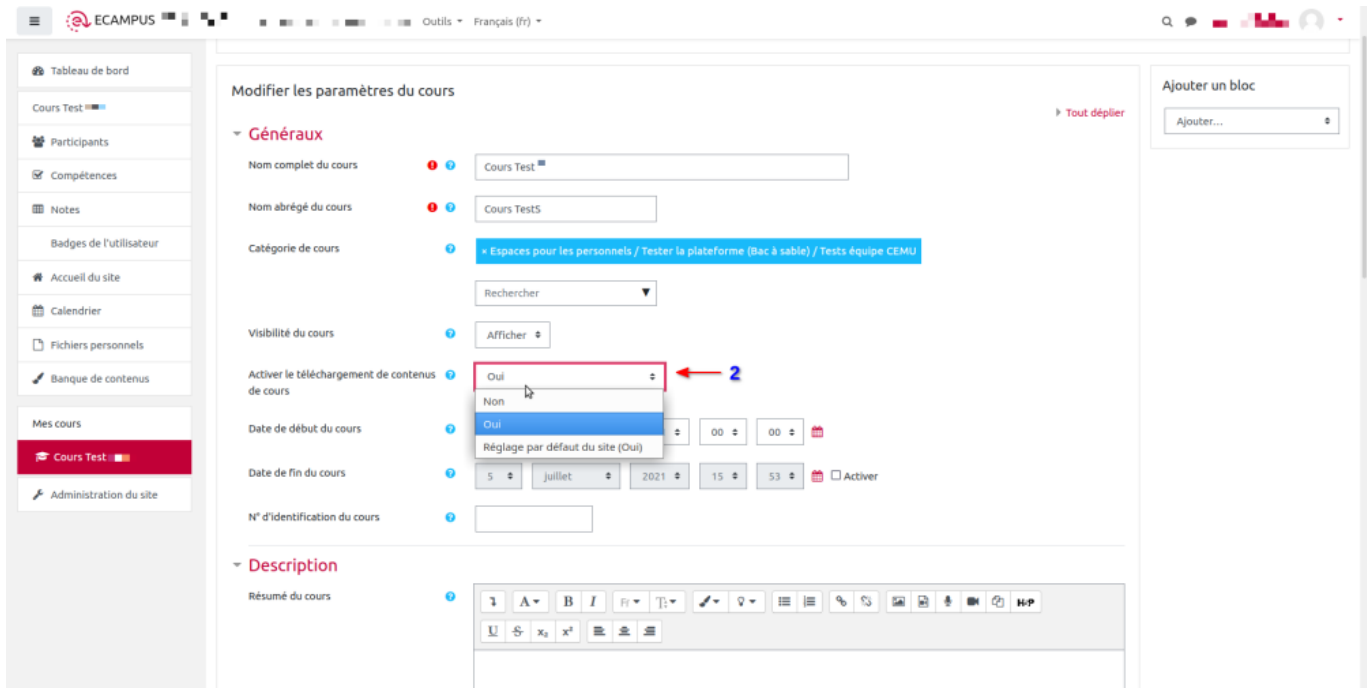 ECAMPUS
Outils
Français (fr)
Tableau de bord
Cours Test
Participants
Compétences
Notes
Badges de l'utilisateur
Accueil du site
Calendrier
Fichiers personnels
Banque de contenus
Mes cours
Cours Test
Administration du site
Modifier les paramètres du cours
Tout déplier
Généraux
Nom complet du cours
Cours Test
Nom abrégé du cours
Cours TestS
Catégorie de cours
× Espaces pour les personnels / Tester la plateforme (Bac à sable) / Tests équipe CEMU
Rechercher ▼
Visibilité du cours
Afficher
Activer le téléchargement de contenus
de cours
Oui
2
Non
Oui
Réglage par défaut du site (Oui)
Date de début du cours
00 00
Date de fin du cours
5 juillet 2021 15 53 Activer
N° d'identification du cours
Description
Résumé du cours
A B I Fr T H-P
U S x₂ x²
Ajouter un bloc
Ajouter...